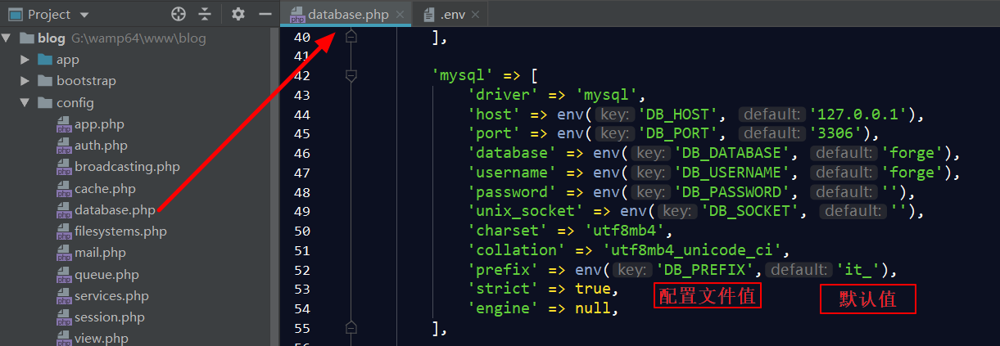 Project
database.php
.env
blog G:\wamp64\www\blog
app
bootstrap
config
app.php
auth.php
broadcasting.php
cache.php
database.php
filesystems.php
mail.php
queue.php
services.php
session.php
view.php
40 ],
41
42 'mysql' => [
43 'driver' => 'mysql',
44 'host' => env( key: 'DB_HOST', default: '127.0.0.1'),
45 'port' => env( key: 'DB_PORT', default: '3306'),
46 'database' => env( key: 'DB_DATABASE', default: 'forge'),
47 'username' => env( key: 'DB_USERNAME', default: 'forge'),
48 'password' => env( key: 'DB_PASSWORD', default: ''),
49 'unix_socket' => env( key: 'DB_SOCKET', default: ''),
50 'charset' => 'utf8mb4',
51 'collation' => 'utf8mb4_unicode_ci',
52 'prefix' => env( key: 'DB_PREFIX', default: 'it_'),
53 'strict' => true,
54 'engine' => null,
55 ],
配置文件值
默认值